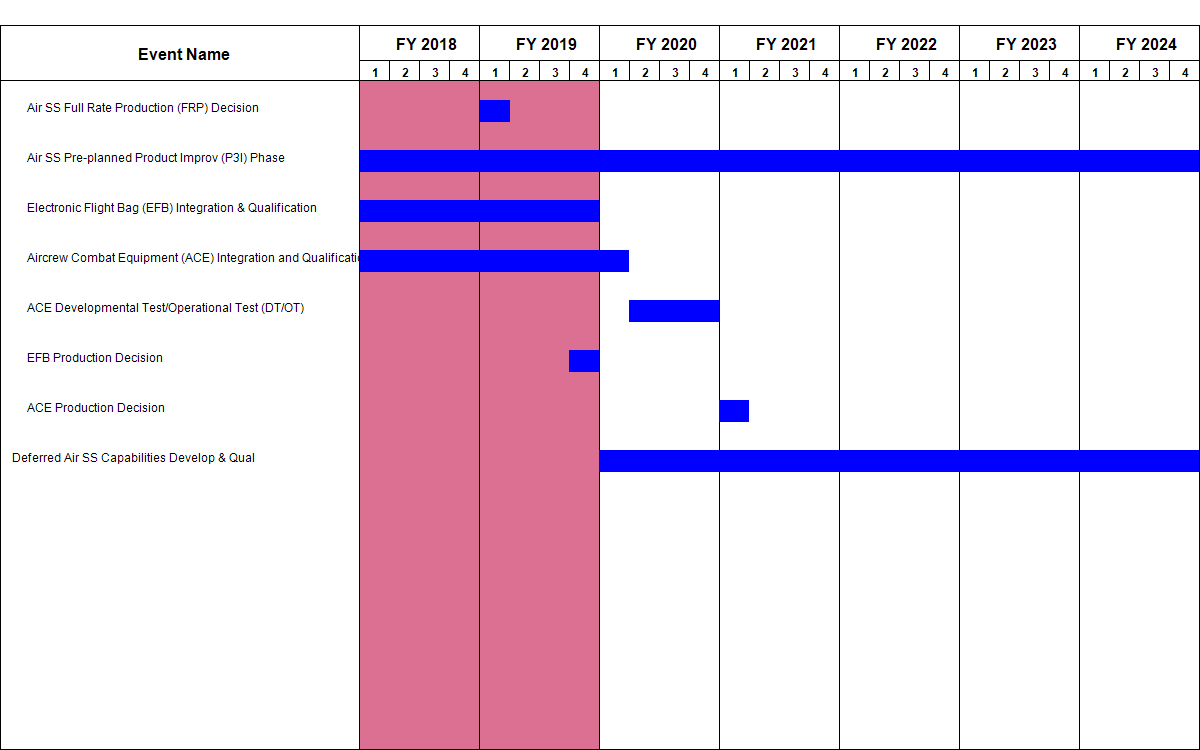 Event Name
FY 2018 FY 2019 FY 2020 FY 2021 FY 2022 FY 2023 FY 2024
1 2 3 4 1 2 3 4 1 2 3 4 1 2 3 4 1 2 3 4 1 2 3 4 1 2 3 4
Air SS Full Rate Production (FRP) Decision
Air SS Pre-planned Product Improv (P3I) Phase
Electronic Flight Bag (EFB) Integration & Qualification
Aircrew Combat Equipment (ACE) Integration and Qualificatio
ACE Developmental Test/Operational Test (DT/OT)
EFB Production Decision
ACE Production Decision
Deferred Air SS Capabilities Develop & Qual